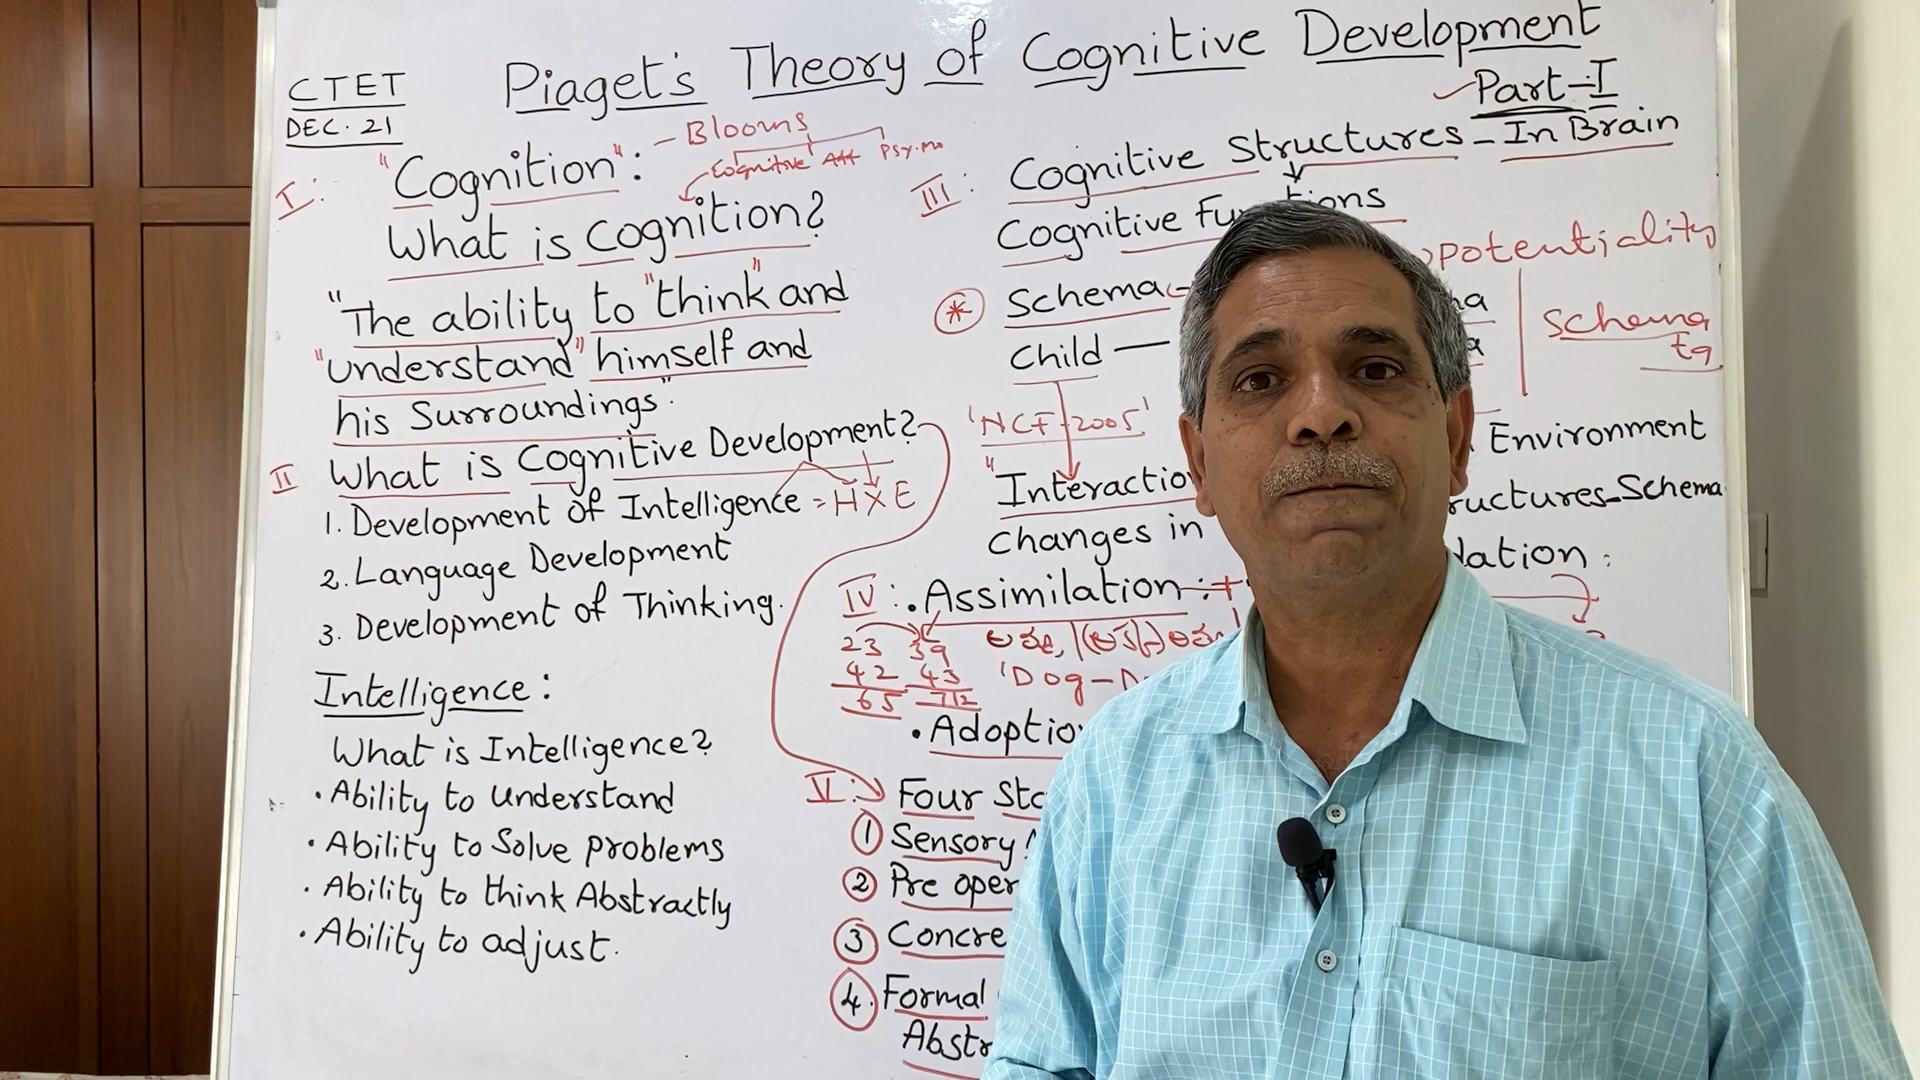 Piaget's Theory of Cognitive Development
Part-I
CTET
DEC. 21
I: "Cognition": - Blooms
Cognitive Aff Psy.Mo
What is Cognition?
"The ability to "think" and
"understand" himself and
his Surroundings".
II What is Cognitive Development?
1. Development of Intelligence = H X E
2. Language Development
3. Development of Thinking.
Intelligence:
What is Intelligence?
• Ability to understand
• Ability to Solve problems
• Ability to think Abstractly
• Ability to adjust.
III: Cognitive Structures - In Brain
Cognitive Functions
potentiality
* Schema -
Child —
Schema
ta
'NCF-2005'
"Interaction
Environment
changes in
ructures-Schema
IV: • Assimilation : +
dation :
23 39
42 43
65 712
'Dog-D
• Adoptio
V: Four Sta
1 Sensory
2 Pre oper
3 Concre
4. Formal
Abstr